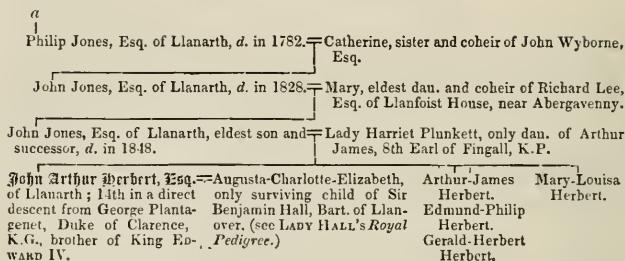 a
Philip Jones, Esq. of Llanarth, d. in 1782.=Catherine, sister and coheir of John Wyborne,
Esq.
John Jones, Esq. of Llanarth, d. in 1828.=Mary, eldest dau. and coheir of Richard Lee,
Esq. of Llanfoist House, near Abergavenny.
John Jones, Esq. of Llanarth, eldest son and=Lady Harriet Plunkett, only dau. of Arthur
successor, d. in 1848. James, 8th Earl of Fingall, K.P.
John Arthur Herbert, Esq.=Augusta-Charlotte-Elizabeth, Arthur-James Mary-Louisa
of Llanarth; 14th in a direct only surviving child of Sir Herbert. Herbert.
descent from George Planta- Benjamin Hall, Bart. of Llan- Edmund-Philip
genet, Duke of Clarence, over. (see LADY HALL's Royal Herbert.
K.G., brother of King ED- Pedigree.) Gerald-Herbert
WARD IV. Herbert.